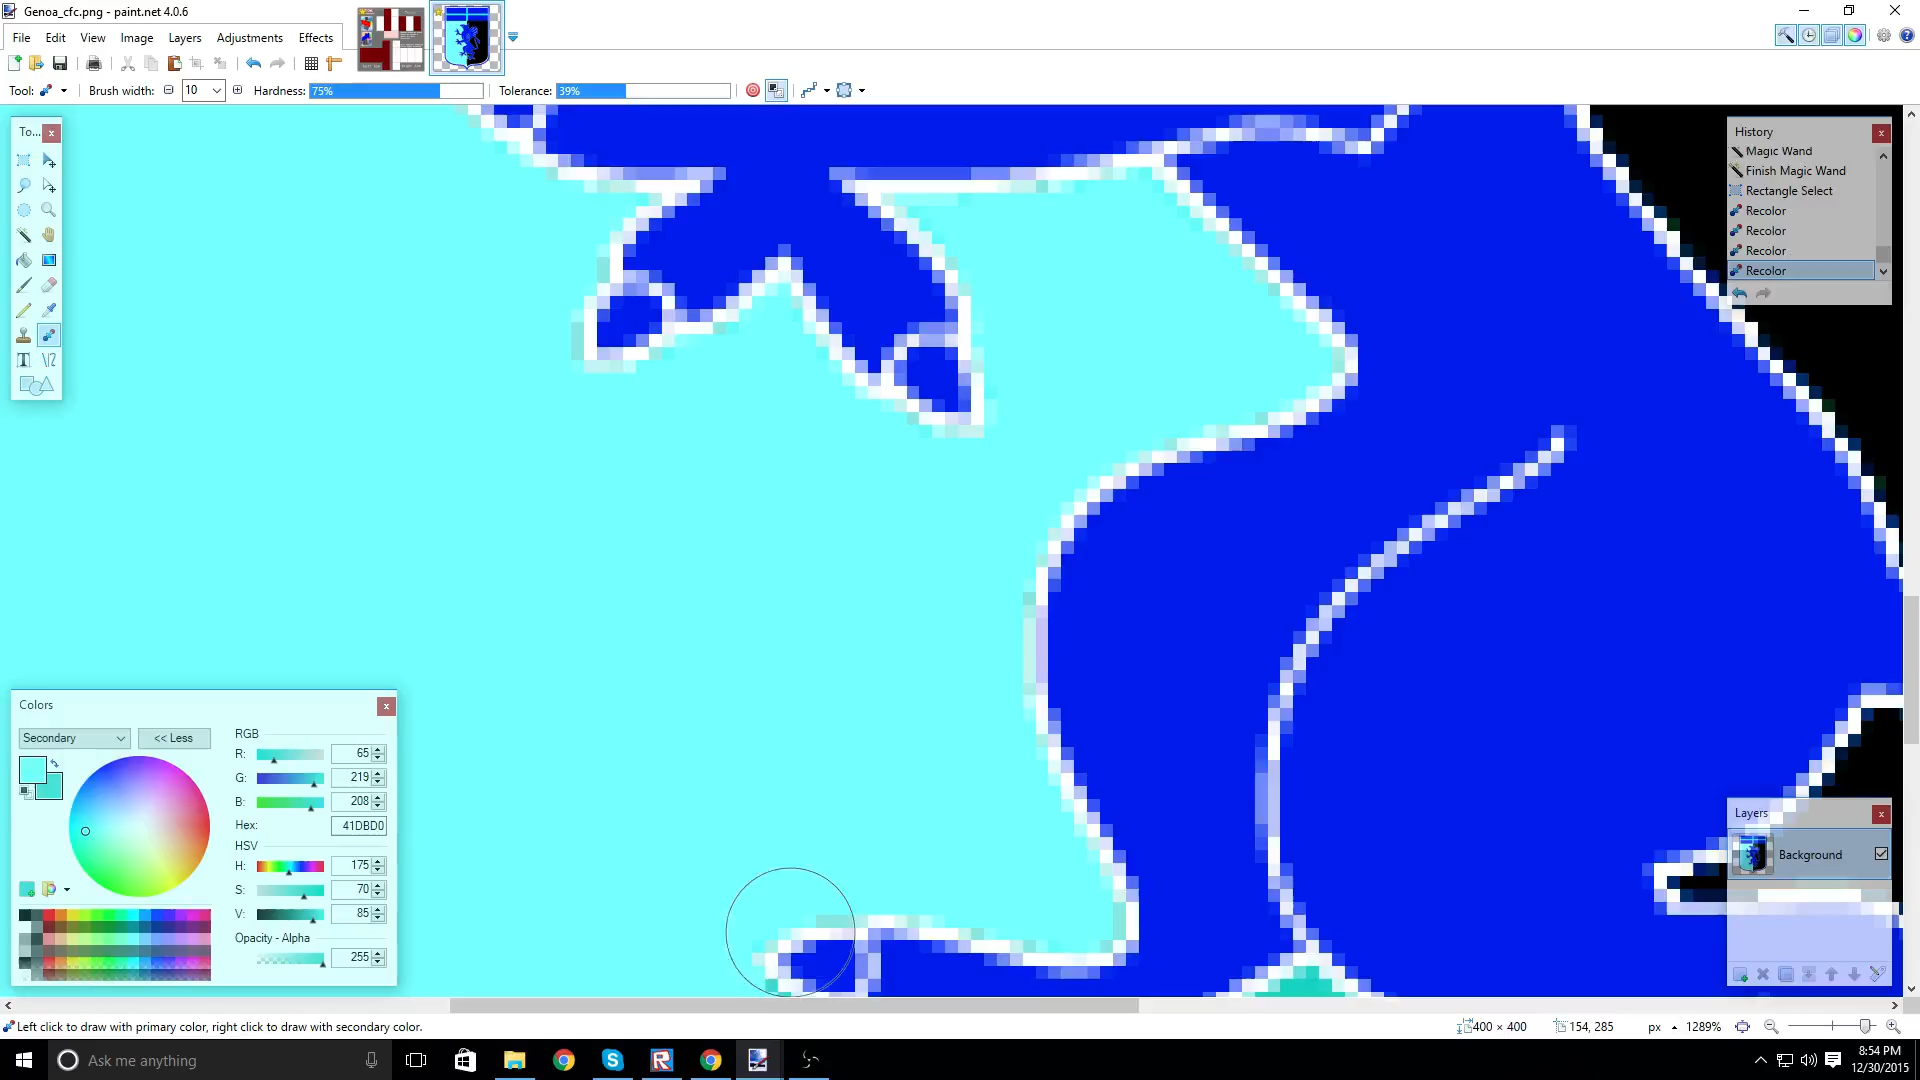 Genoa_cfc.png - paint.net 4.0.6
File Edit View Image Layers Adjustments Effects
Tool: Brush width: 10 Hardness: 75% Tolerance: 39%
To...
History
Magic Wand
Finish Magic Wand
Rectangle Select
Recolor
Recolor
Recolor
Recolor
Colors
Secondary << Less
RGB
R: 65
G: 219
B: 208
Hex: 41DBD0
HSV
H: 175
S: 70
V: 85
Opacity - Alpha
255
Layers
Background
Left click to draw with primary color, right click to draw with secondary color.
400 × 400 154, 285 px 1289%
Ask me anything
8:54 PM
12/30/2015